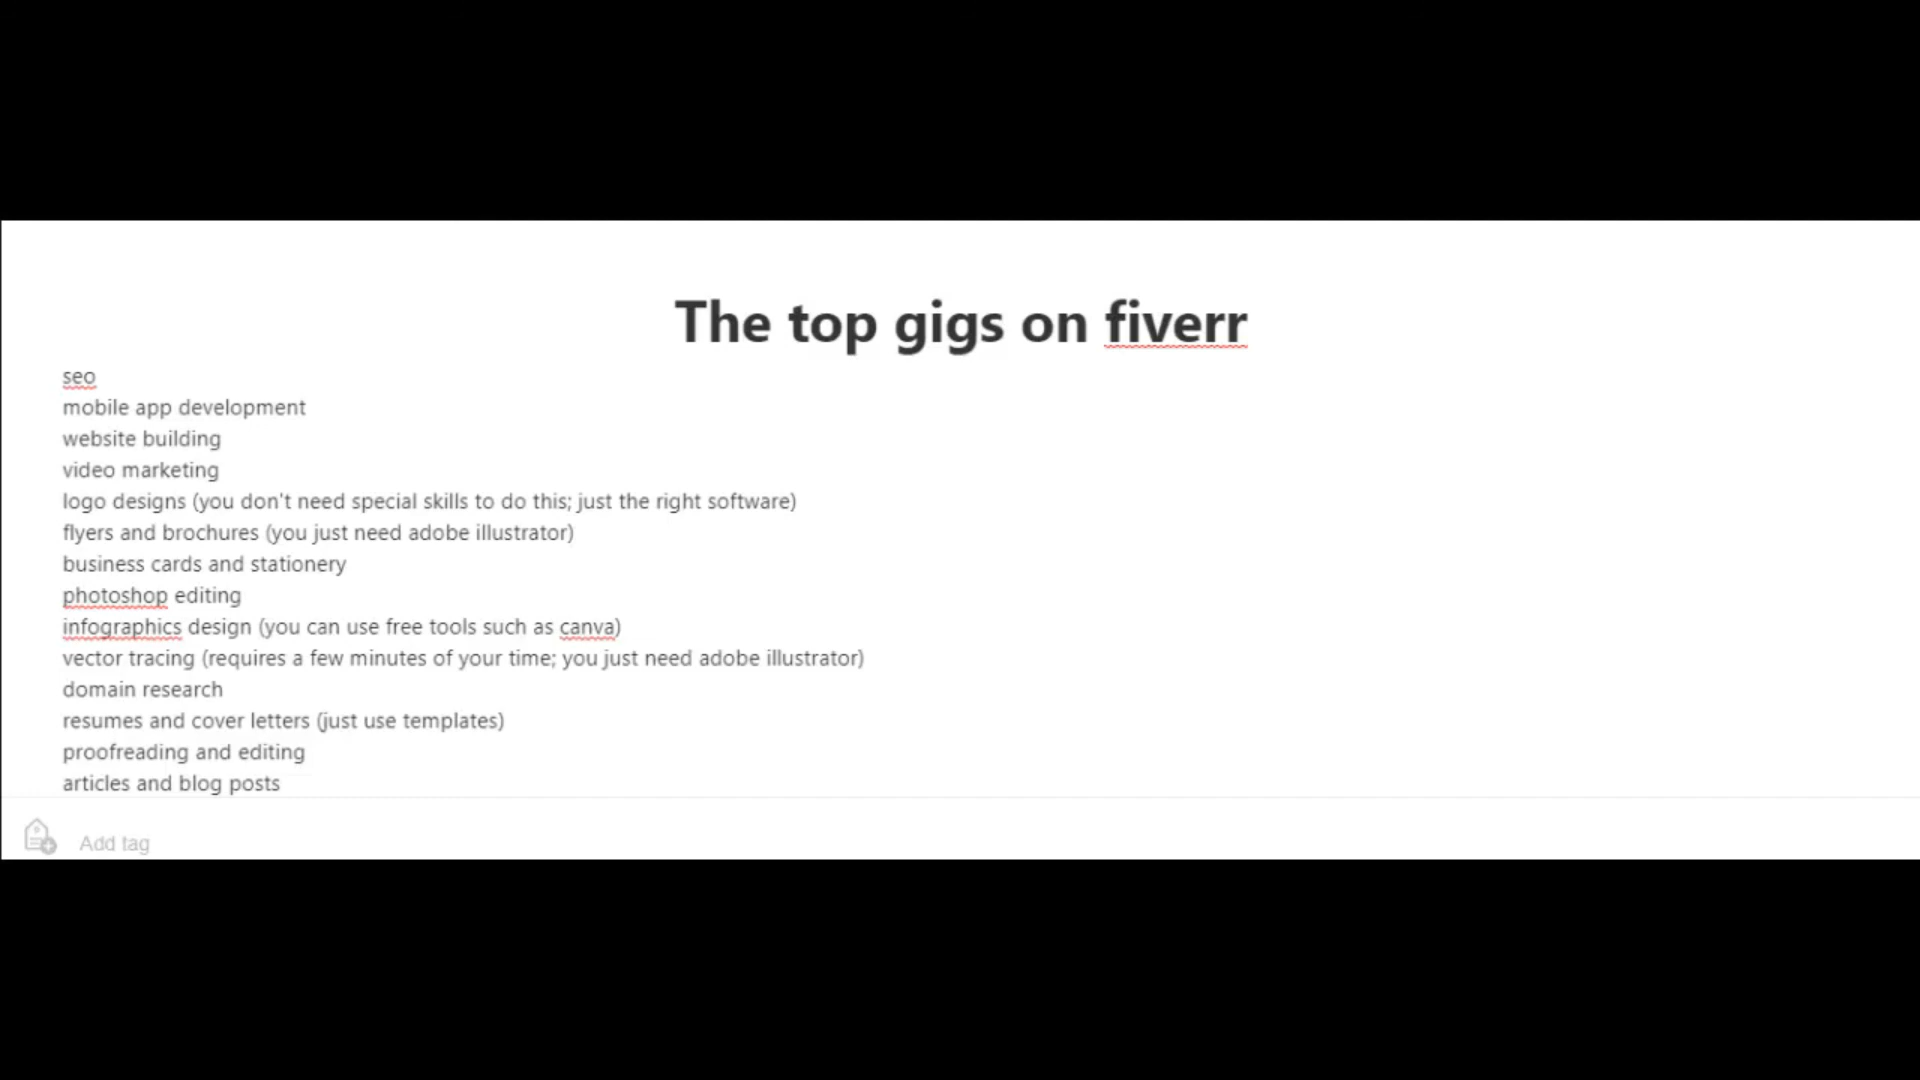 The top gigs on fiverr
seo
mobile app development
website building
video marketing
logo designs (you don't need special skills to do this; just the right software)
flyers and brochures (you just need adobe illustrator)
business cards and stationery
photoshop editing
infographics design (you can use free tools such as canva)
vector tracing (requires a few minutes of your time; you just need adobe illustrator)
domain research
resumes and cover letters (just use templates)
proofreading and editing
articles and blog posts
Add tag